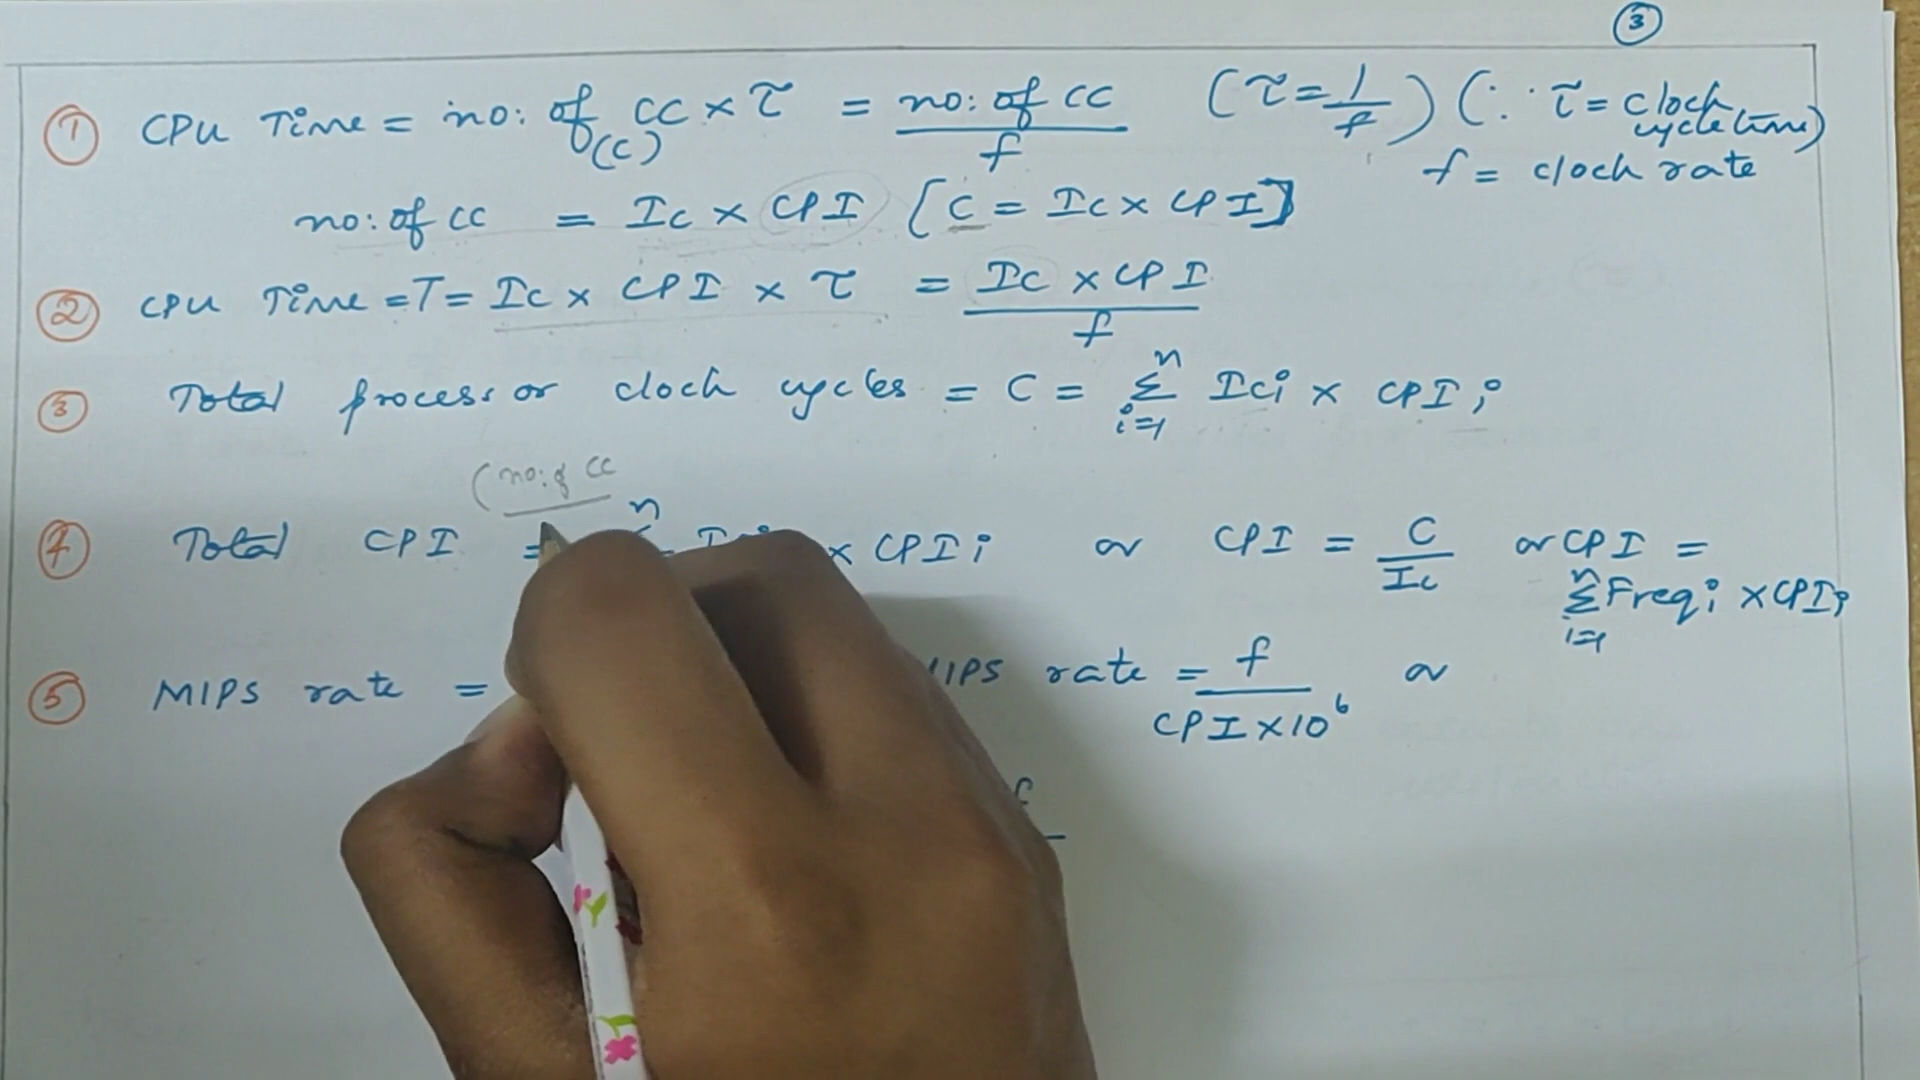 ③
① CPU Time = no: of CC × τ = no: of CC / f (τ = 1/f) (∵ τ = clock cycle time)
(C) f = clock rate
no: of CC = Ic × CPI [C = Ic × CPI]
② CPU Time = T = Ic × CPI × τ = Ic × CPI / f
③ Total processor clock cycles = C = Σ i=1 n Ici × CPIi
(no: of CC
④ Total CPI = n × CPIi or CPI = C / Ic or CPI =
Σ i=1 n Freqi × CPIi
⑤ MIPS rate = MIPS rate = f / CPI × 10⁶ or
f